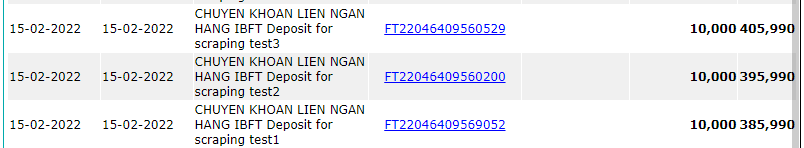 CHUYEN KHOAN LIEN NGAN
15-02-2022 15-02-2022 HANG IBFT Deposit for FT22046409560529 10,000 405,990
scraping test3
CHUYEN KHOAN LIEN NGAN
15-02-2022 15-02-2022 HANG IBFT Deposit for FT22046409560200 10,000 395,990
scraping test2
CHUYEN KHOAN LIEN NGAN
15-02-2022 15-02-2022 HANG IBFT Deposit for FT22046409569052 10,000 385,990
scraping test1